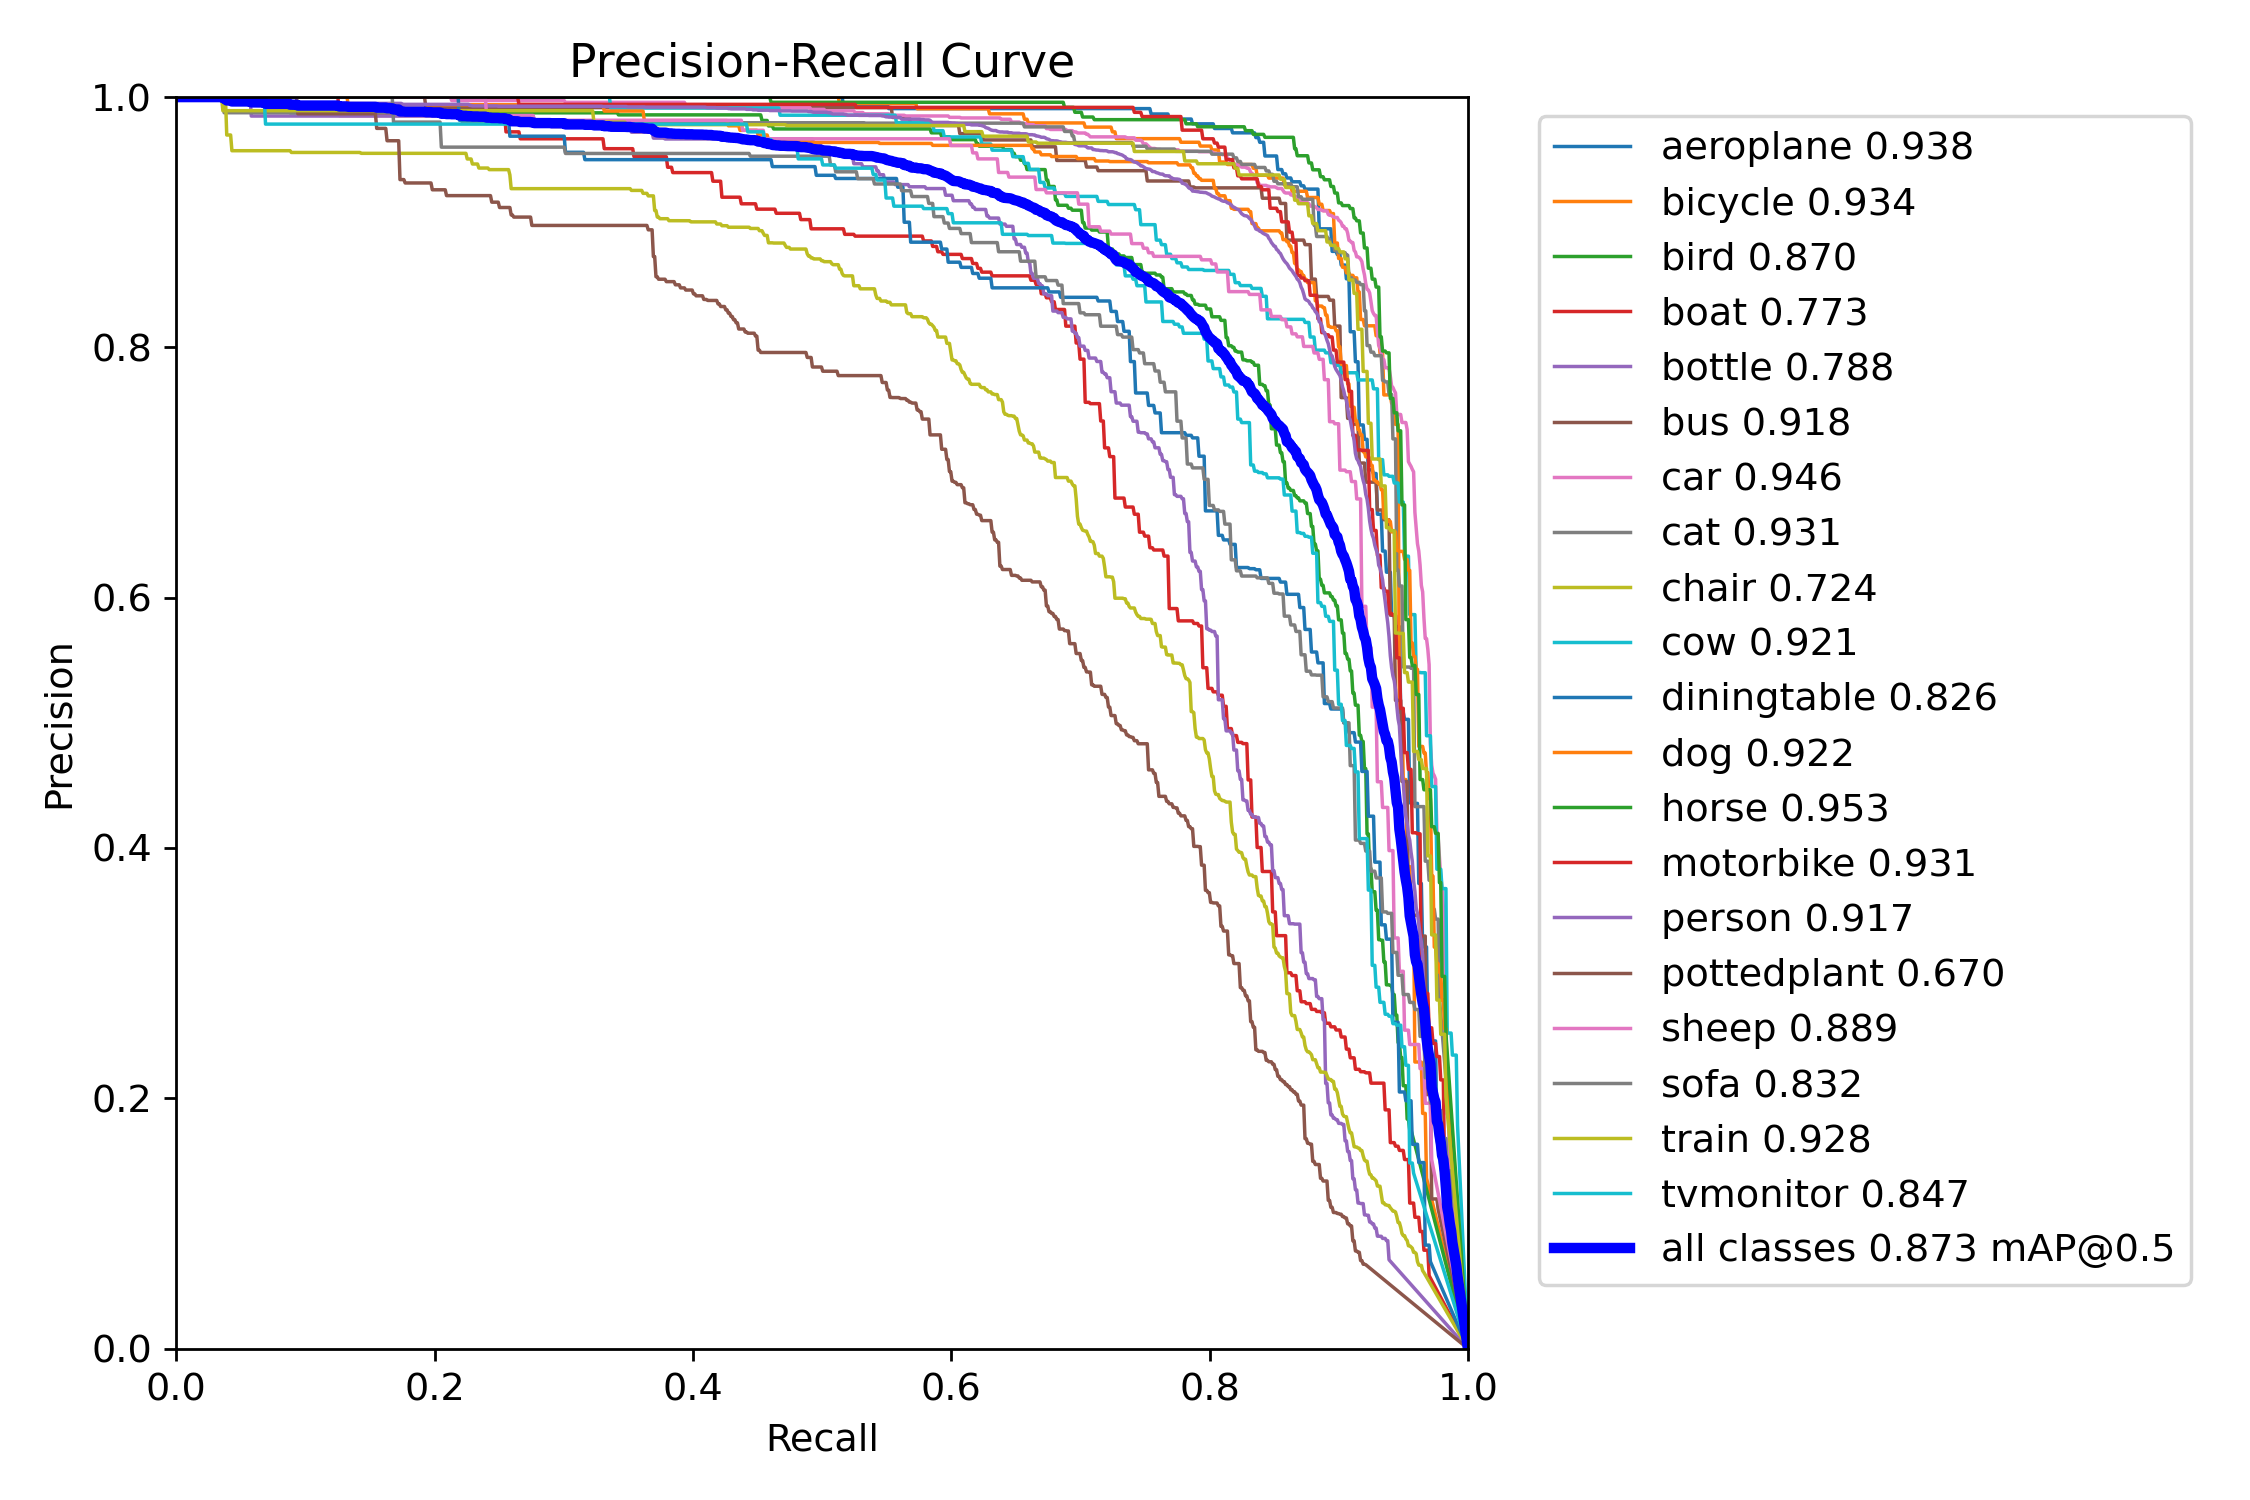 Precision-Recall Curve
1.0
0.8
0.6
0.4
0.2
0.0
Precision
0.0 0.2 0.4 0.6 0.8 1.0
Recall
aeroplane 0.938
bicycle 0.934
bird 0.870
boat 0.773
bottle 0.788
bus 0.918
car 0.946
cat 0.931
chair 0.724
cow 0.921
diningtable 0.826
dog 0.922
horse 0.953
motorbike 0.931
person 0.917
pottedplant 0.670
sheep 0.889
sofa 0.832
train 0.928
tvmonitor 0.847
all classes 0.873 mAP@0.5